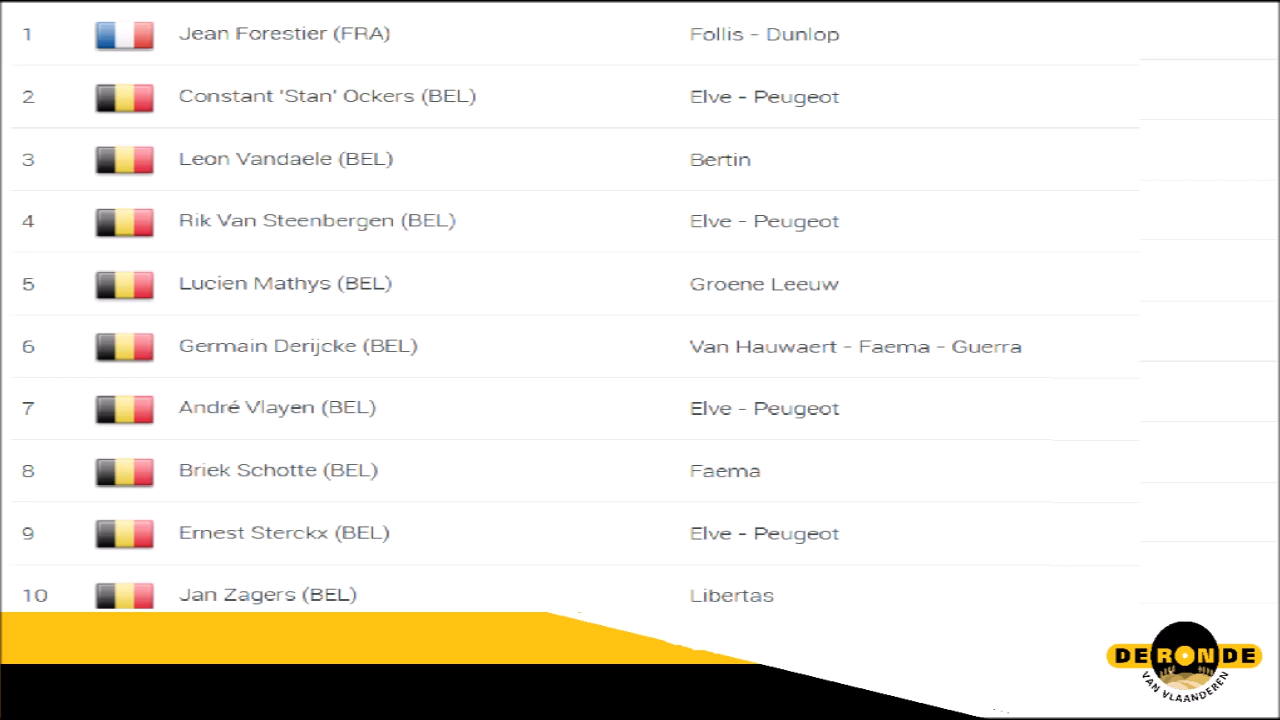 1 Jean Forestier (FRA) Follis - Dunlop
2 Constant 'Stan' Ockers (BEL) Elve - Peugeot
3 Leon Vandaele (BEL) Bertin
4 Rik Van Steenbergen (BEL) Elve - Peugeot
5 Lucien Mathys (BEL) Groene Leeuw
6 Germain Derijcke (BEL) Van Hauwaert - Faema - Guerra
7 André Vlayen (BEL) Elve - Peugeot
8 Briek Schotte (BEL) Faema
9 Ernest Sterckx (BEL) Elve - Peugeot
10 Jan Zagers (BEL) Libertas
DE RONDE
VAN VLAANDEREN